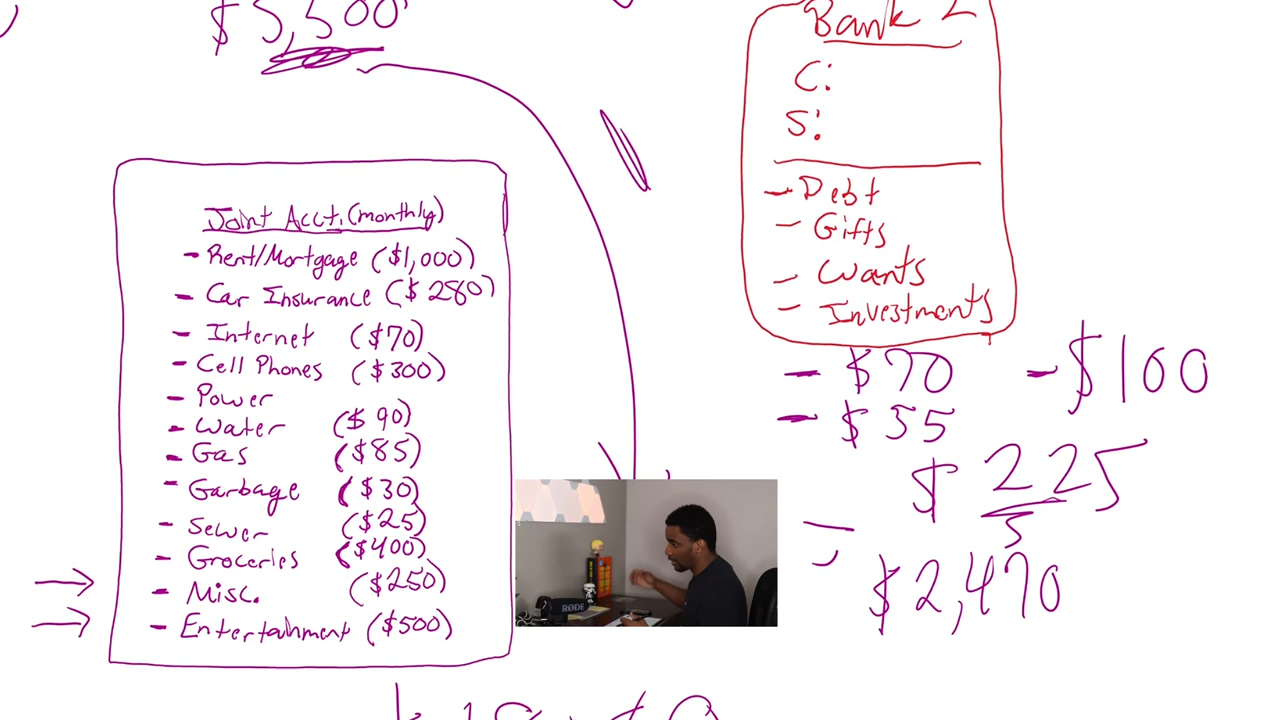 $5,500
Joint Acct. (monthly)
- Rent/Mortgage ($1,000)
- Car Insurance ($280)
- Internet ($70)
- Cell Phones ($300)
- Power
- Water ($90)
- Gas ($85)
- Garbage ($30)
- Sewer ($25)
- Groceries ($400)
- Misc. ($250)
- Entertainment ($500)
Bank 2
C:
S:
- Debt
- Gifts
- Wants
- Investments
- $70 - $100
- $55
$225
$2,470
RØDE